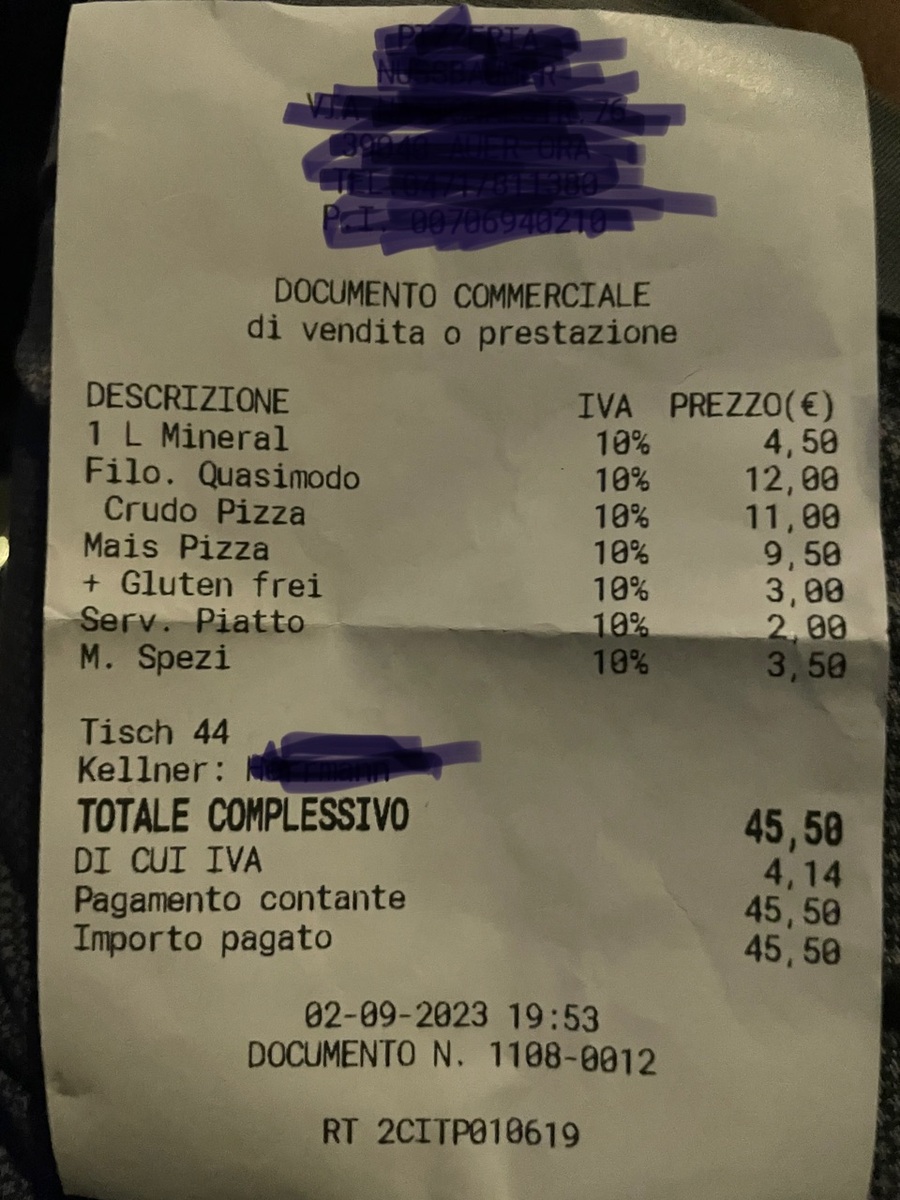 DOCUMENTO COMMERCIALE
di vendita o prestazione
DESCRIZIONE IVA PREZZO(€)
1 L Mineral 10% 4,50
Filo. Quasimodo 10% 12,00
Crudo Pizza 10% 11,00
Mais Pizza 10% 9,50
+ Gluten frei 10% 3,00
Serv. Piatto 10% 2,00
M. Spezi 10% 3,50
Tisch 44
Kellner:
TOTALE COMPLESSIVO 45,50
DI CUI IVA 4,14
Pagamento contante 45,50
Importo pagato 45,50
02-09-2023 19:53
DOCUMENTO N. 1108-0012
RT 2CITP010619